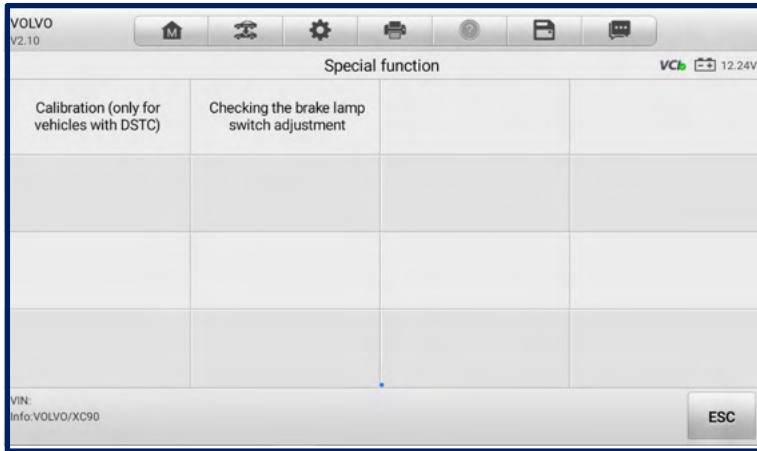 VOLVO
V2.10
M
?
Special function
VCI 12.24V
Calibration (only for
vehicles with DSTC)
Checking the brake lamp
switch adjustment
VIN:
Info:VOLVO/XC90
ESC